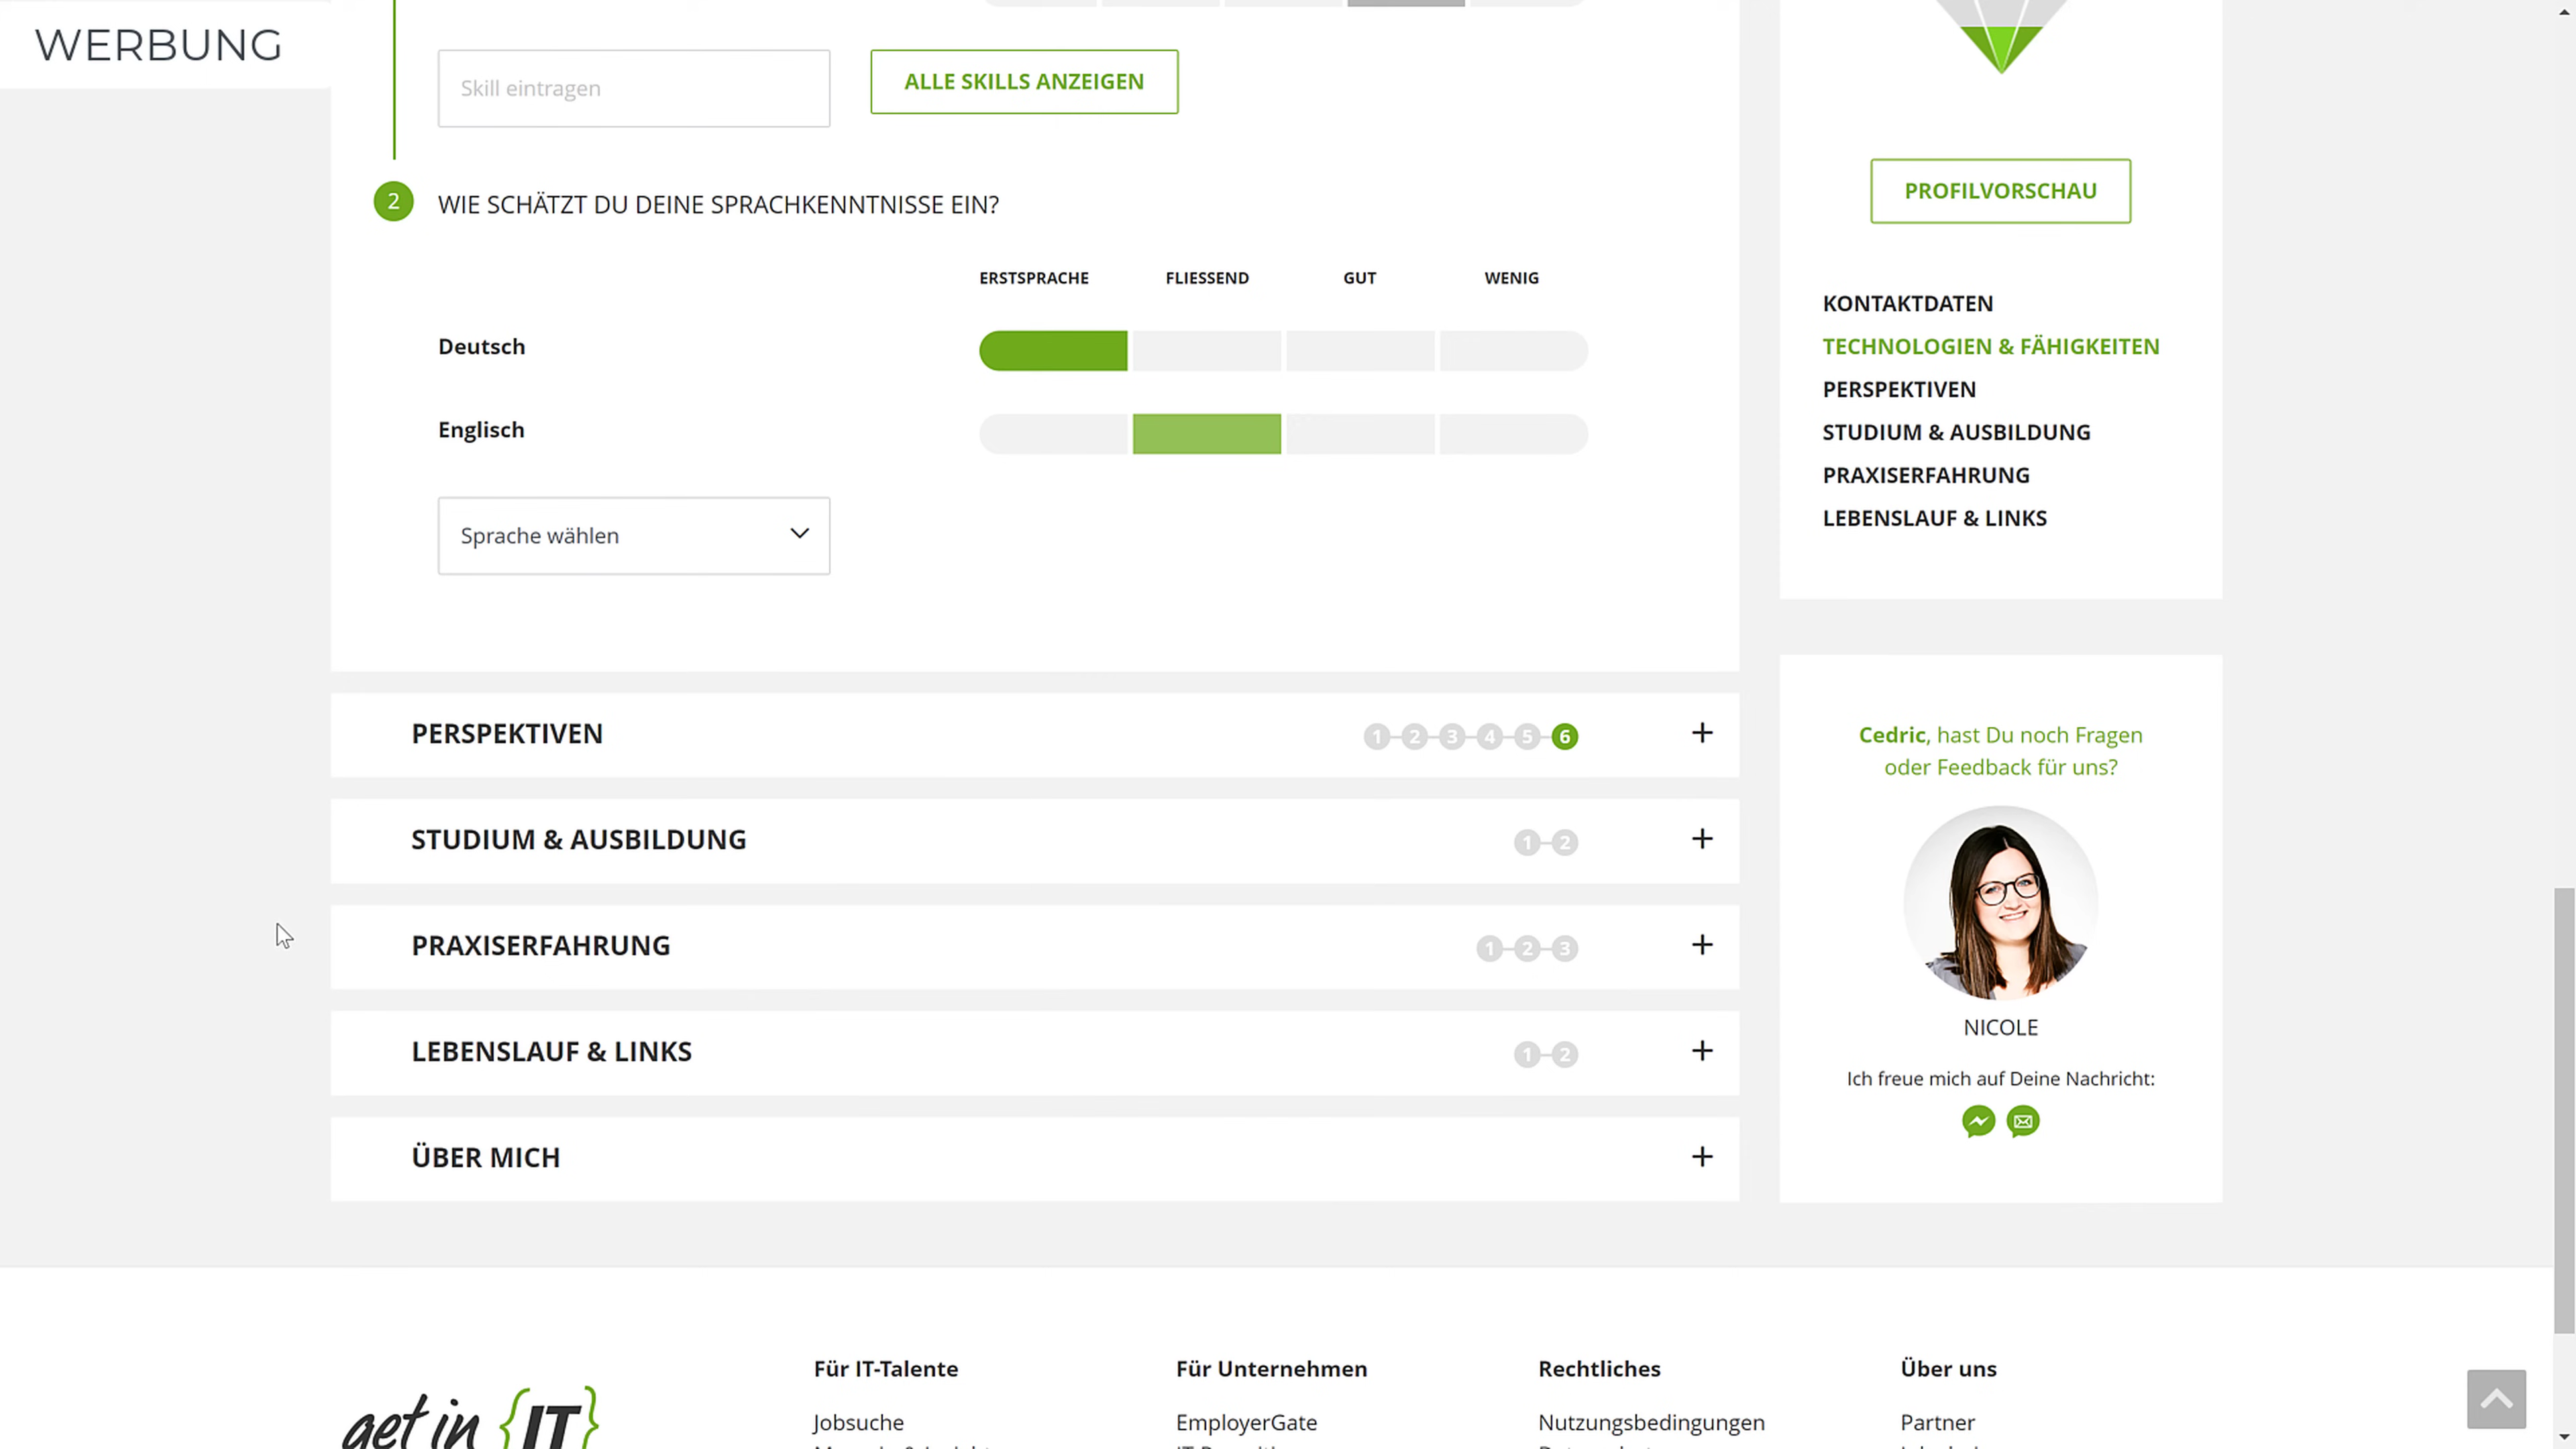 WERBUNG
Skill eintragen
ALLE SKILLS ANZEIGEN
2 WIE SCHÄTZT DU DEINE SPRACHKENNTNISSE EIN?
ERSTSPRACHE FLIESSEND GUT WENIG
Deutsch
Englisch
Sprache wählen
PERSPEKTIVEN 1 2 3 4 5 6 +
STUDIUM & AUSBILDUNG 1 2 +
PRAXISERFAHRUNG 1 2 3 +
LEBENSLAUF & LINKS 1 2 +
ÜBER MICH +
PROFILVORSCHAU
KONTAKTDATEN
TECHNOLOGIEN & FÄHIGKEITEN
PERSPEKTIVEN
STUDIUM & AUSBILDUNG
PRAXISERFAHRUNG
LEBENSLAUF & LINKS
Cedric, hast Du noch Fragen
oder Feedback für uns?
NICOLE
Ich freue mich auf Deine Nachricht:
get in {IT}
Für IT-Talente
Jobsuche
Für Unternehmen
EmployerGate
Rechtliches
Nutzungsbedingungen
Über uns
Partner